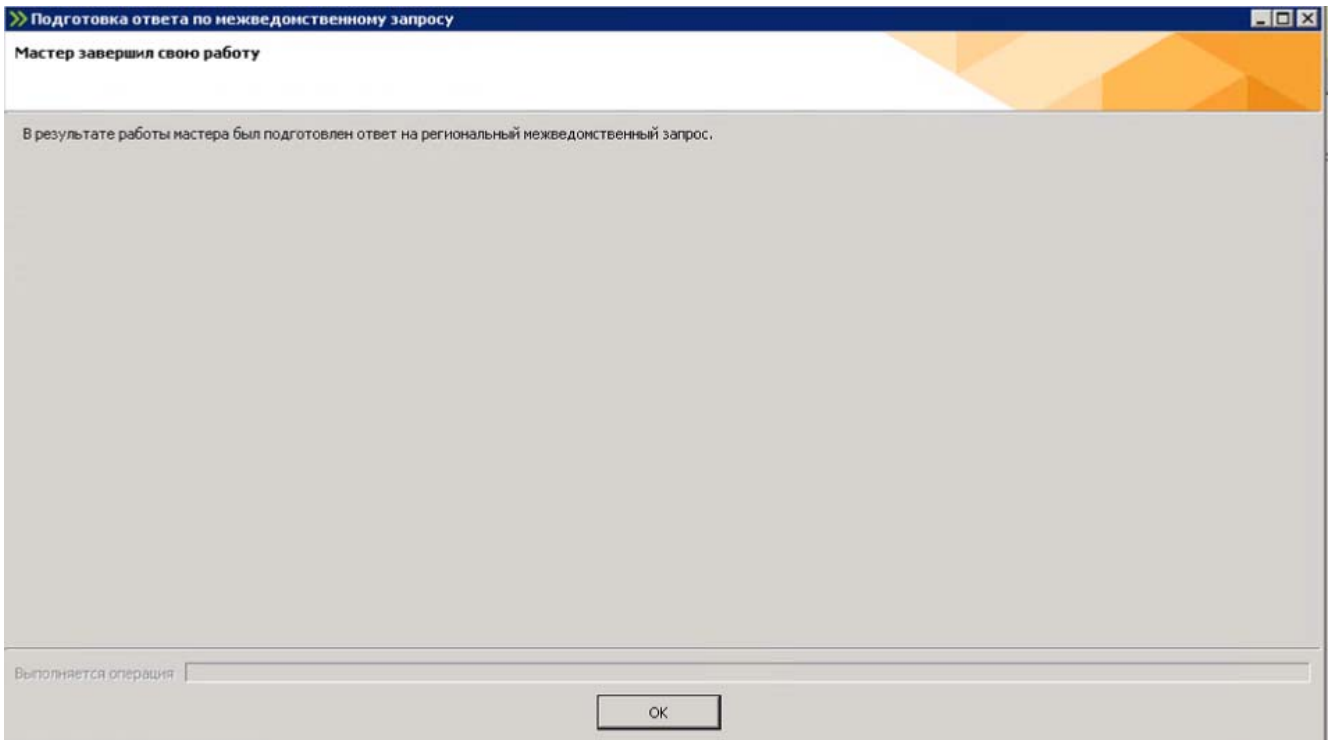 Подготовка ответа по межведомственному запросу
Мастер завершил свою работу
В результате работы мастера был подготовлен ответ на региональный межведомственный запрос.
Выполняется операция
ОК